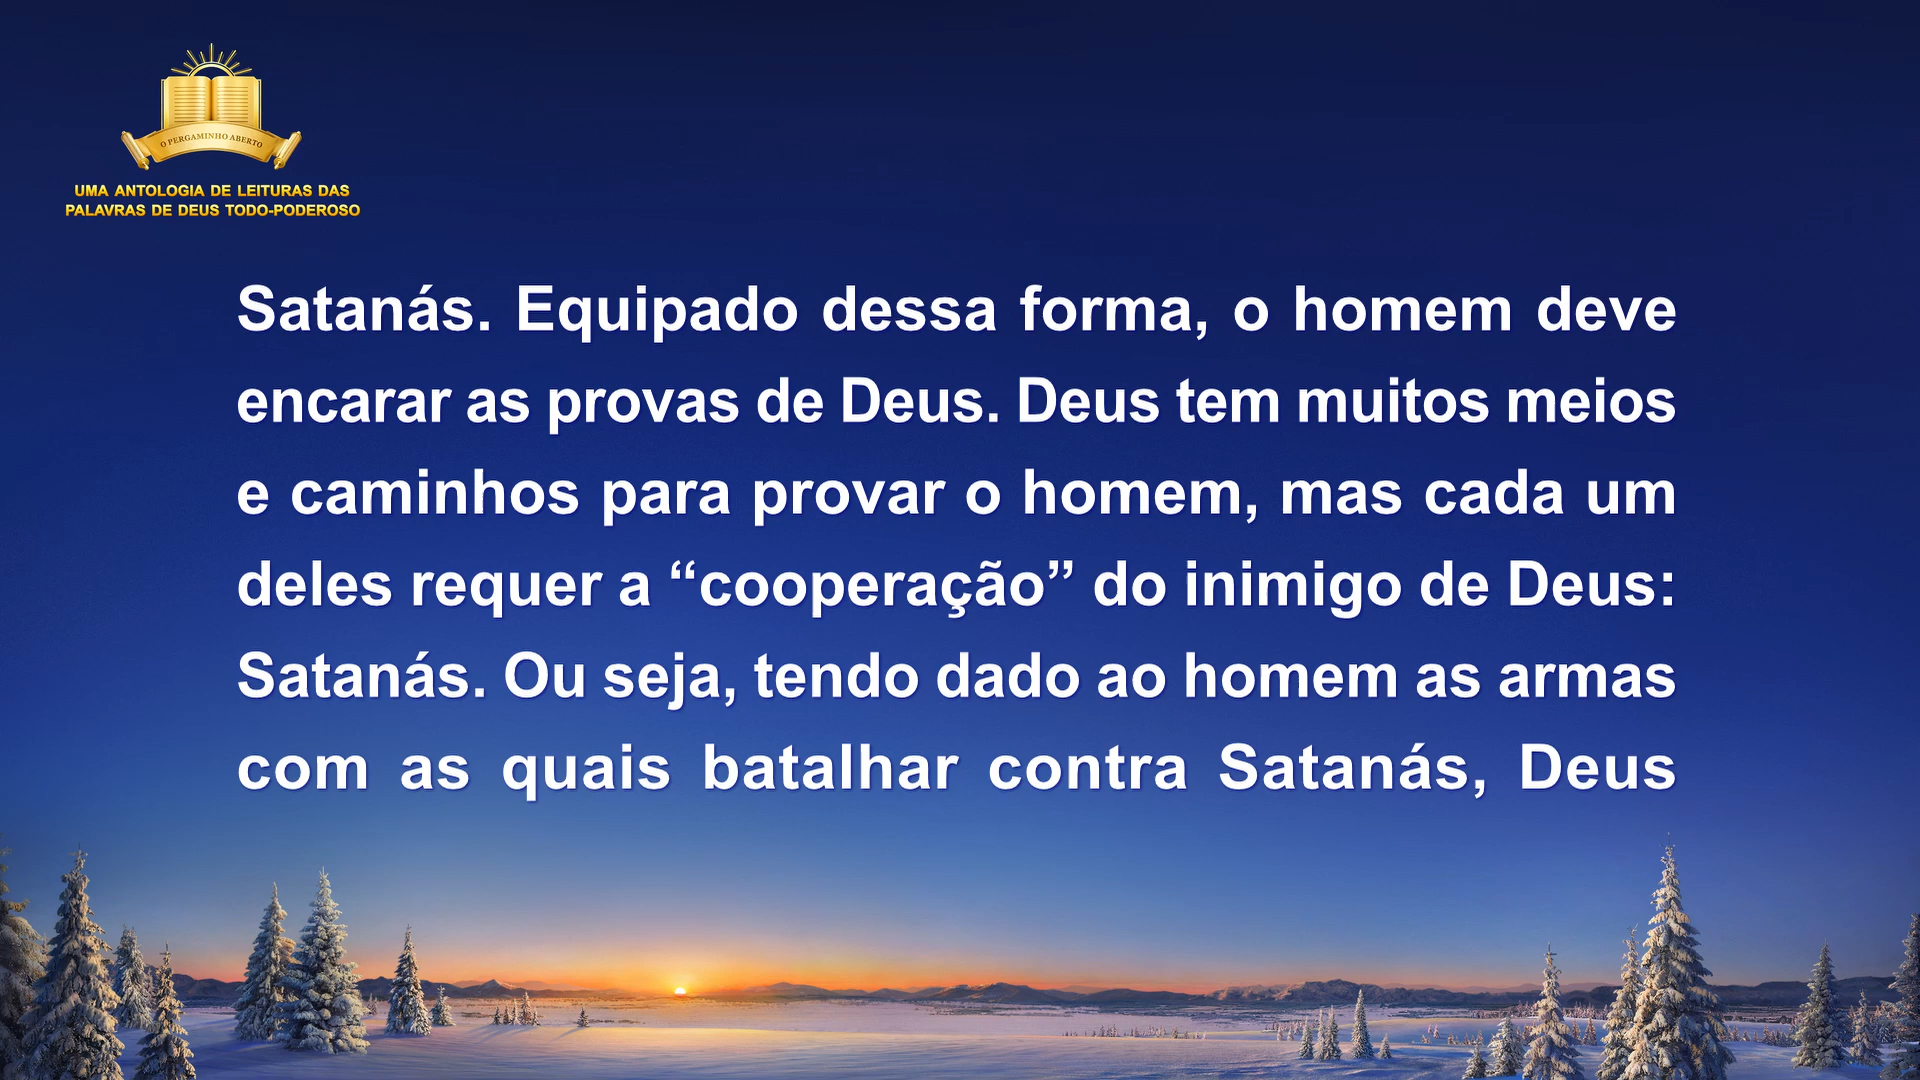 O PERGAMINHO ABERTO
UMA ANTOLOGIA DE LEITURAS DAS
PALAVRAS DE DEUS TODO-PODEROSO
Satanás. Equipado dessa forma, o homem deve
encarar as provas de Deus. Deus tem muitos meios
e caminhos para provar o homem, mas cada um
deles requer a “cooperação” do inimigo de Deus:
Satanás. Ou seja, tendo dado ao homem as armas
com as quais batalhar contra Satanás, Deus